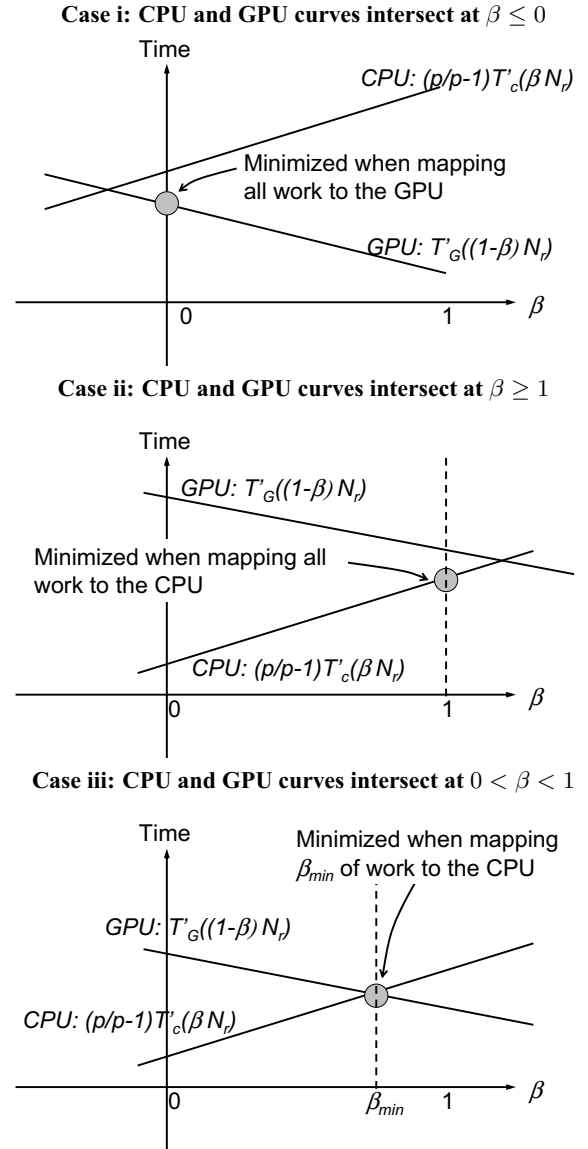 Case i: CPU and GPU curves intersect at β ≤ 0
Time
CPU: (p/p-1)T'c(β Nr)
Minimized when mapping
all work to the GPU
GPU: T'G((1-β) Nr)
0
1
β
Case ii: CPU and GPU curves intersect at β ≥ 1
Time
GPU: T'G((1-β) Nr)
Minimized when mapping all
work to the CPU
CPU: (p/p-1)T'c(β Nr)
0
1
β
Case iii: CPU and GPU curves intersect at 0 < β < 1
Time
Minimized when mapping
βmin of work to the CPU
GPU: T'G((1-β) Nr)
CPU: (p/p-1)T'c(β Nr)
0
βmin
1
β